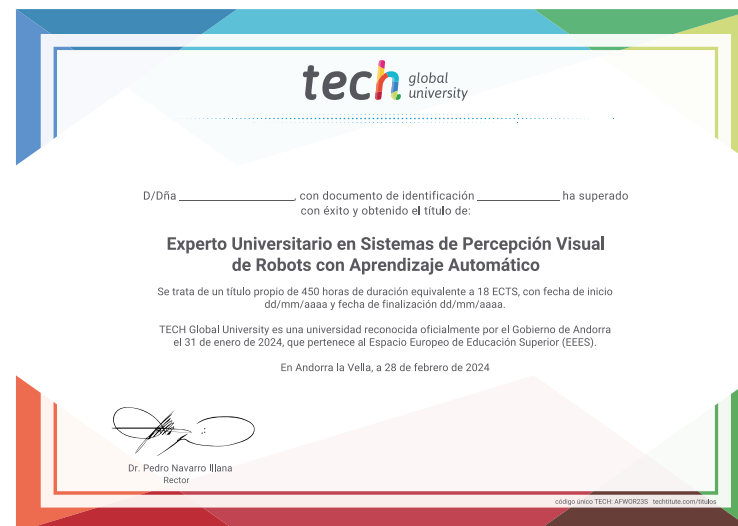 tech global university
D/Dña ____________, con documento de identificación ____________ ha superado
con éxito y obtenido el título de:
Experto Universitario en Sistemas de Percepción Visual
de Robots con Aprendizaje Automático
Se trata de un título propio de 450 horas de duración equivalente a 18 ECTS, con fecha de inicio
dd/mm/aaaa y fecha de finalización dd/mm/aaaa.
TECH Global University es una universidad reconocida oficialmente por el Gobierno de Andorra
el 31 de enero de 2024, que pertenece al Espacio Europeo de Educación Superior (EEES).
En Andorra la Vella, a 28 de febrero de 2024
Dr. Pedro Navarro Illana
Rector
código único TECH: AFWOR23S techtitute.com/titulos